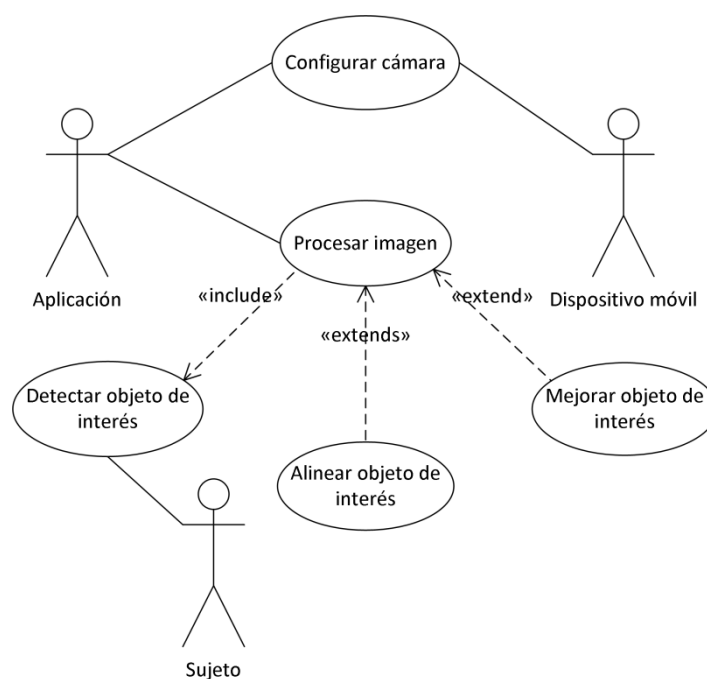 Configurar cámara
Procesar imagen
Aplicación
«include»
«extend»
Dispositivo móvil
«extends»
Detectar objeto de
interés
Mejorar objeto de
interés
Alinear objeto de
interés
Sujeto